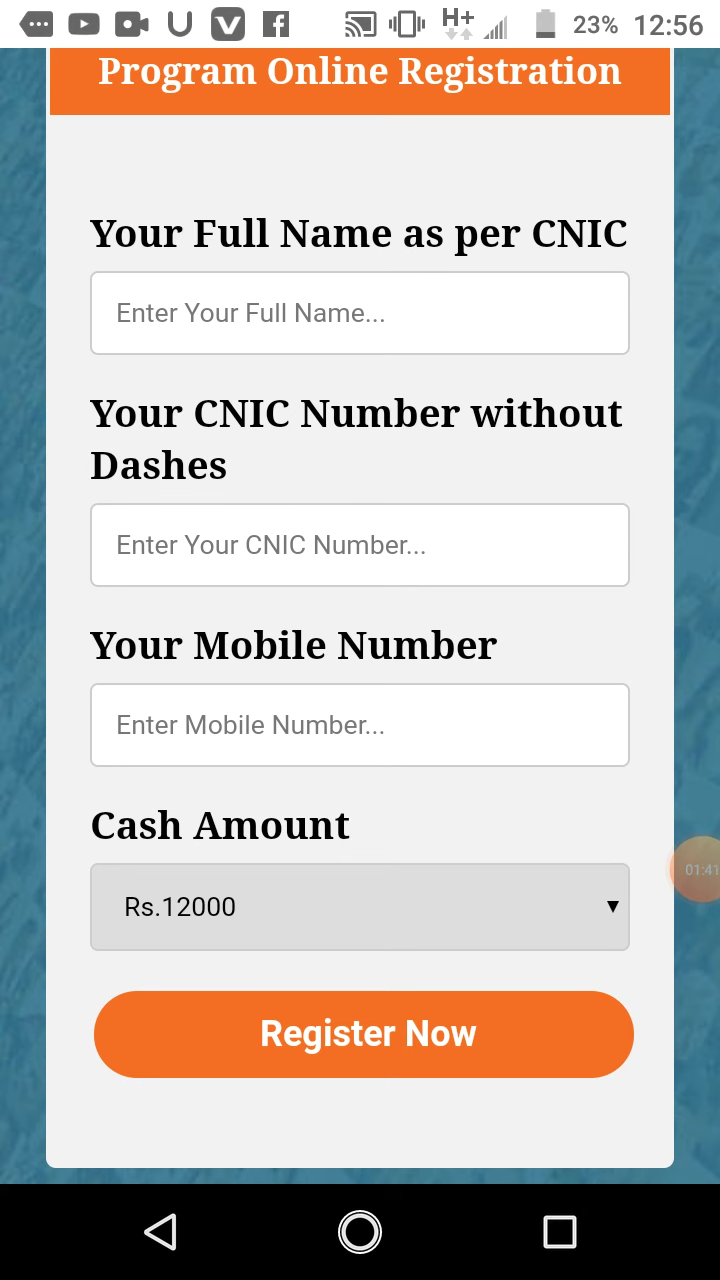 H+ 23% 12:56
Program Online Registration
Your Full Name as per CNIC
Enter Your Full Name...
Your CNIC Number without
Dashes
Enter Your CNIC Number...
Your Mobile Number
Enter Mobile Number...
Cash Amount
01:41
Rs.12000
Register Now